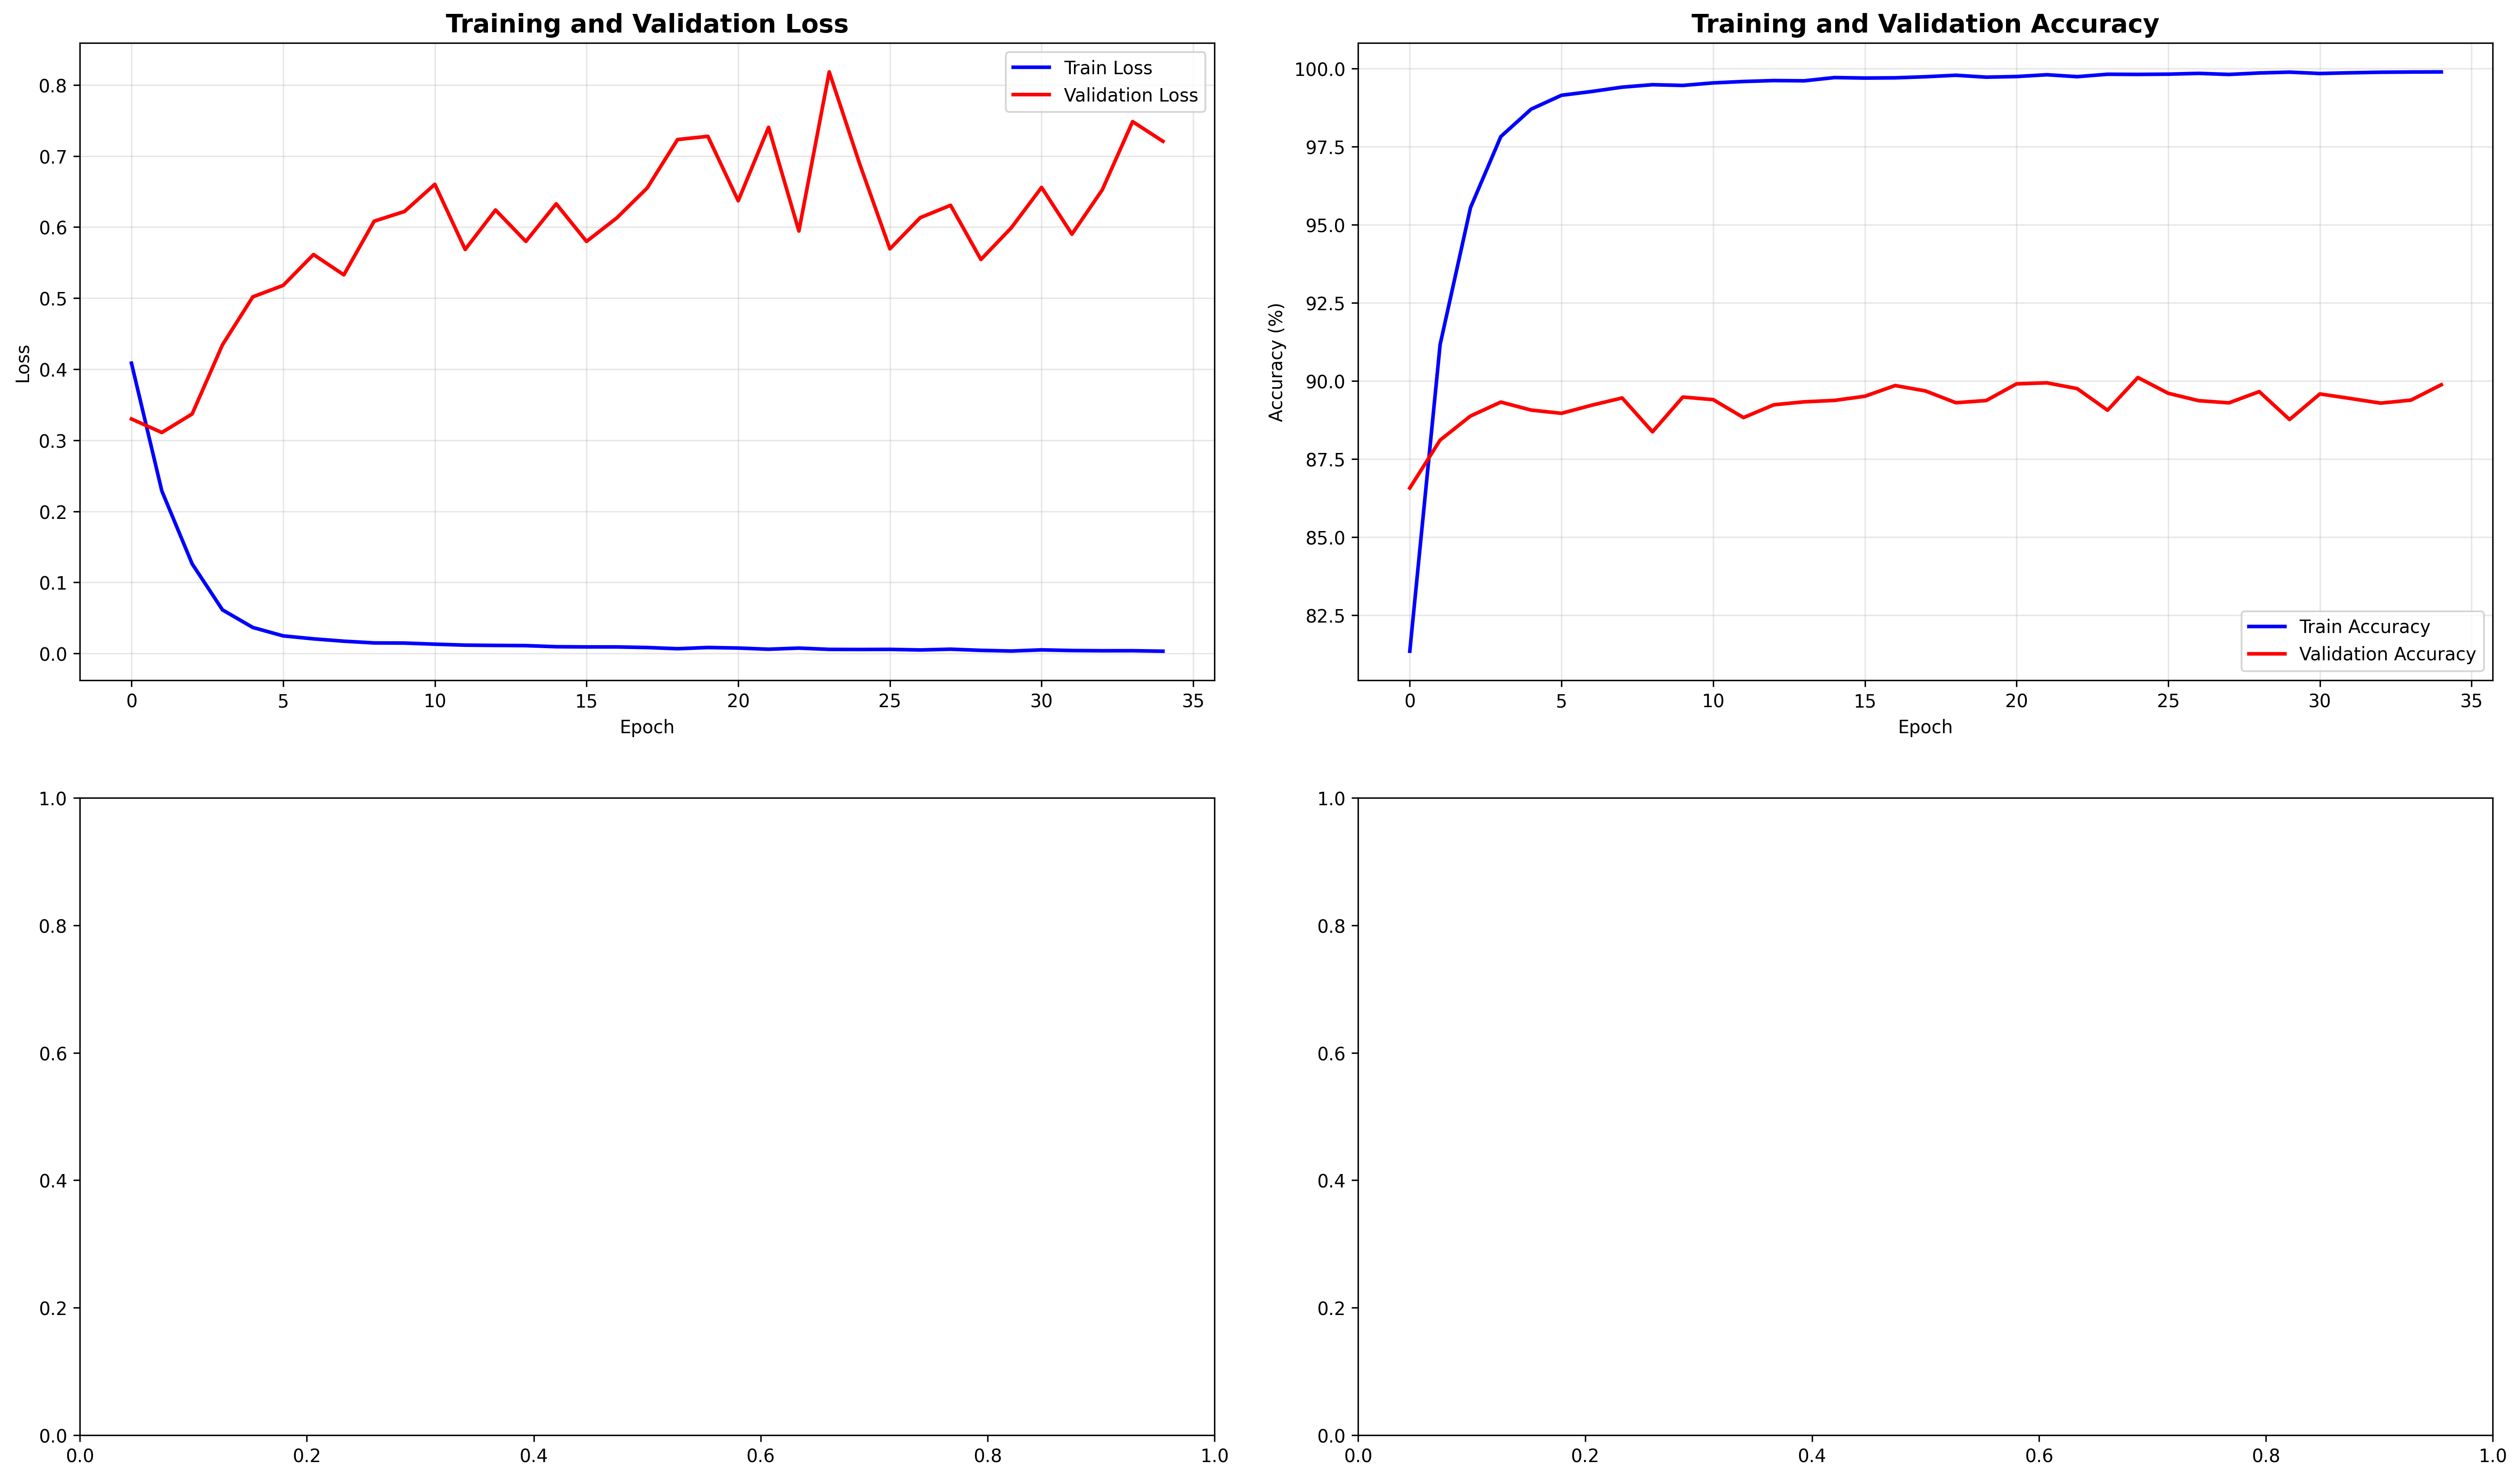 Training and Validation Loss
Train Loss
Validation Loss
0.8
0.7
0.6
0.5
0.4
0.3
0.2
0.1
0.0
Loss
0 5 10 15 20 25 30 35
Epoch
Training and Validation Accuracy
100.0
97.5
95.0
92.5
90.0
87.5
85.0
82.5
Accuracy (%)
Train Accuracy
Validation Accuracy
0 5 10 15 20 25 30 35
Epoch
1.0
0.8
0.6
0.4
0.2
0.0
0.0 0.2 0.4 0.6 0.8 1.0
1.0
0.8
0.6
0.4
0.2
0.0
0.0 0.2 0.4 0.6 0.8 1.0